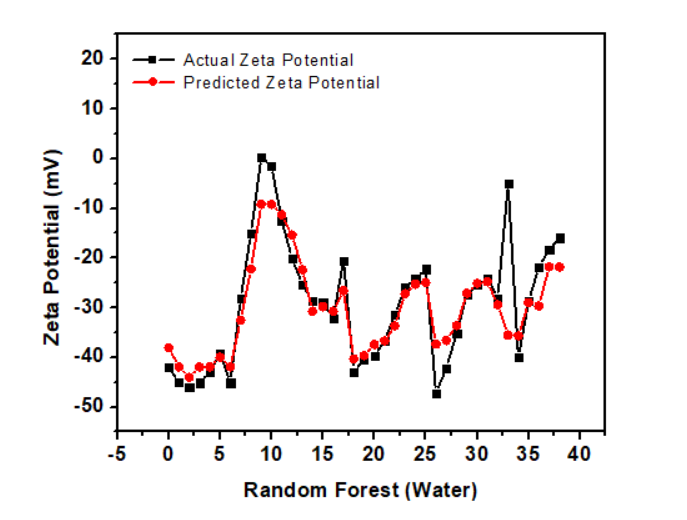 Actual Zeta Potential
Predicted Zeta Potential
Zeta Potential (mV)
20
10
0
-10
-20
-30
-40
-50
-5 0 5 10 15 20 25 30 35 40
Random Forest (Water)